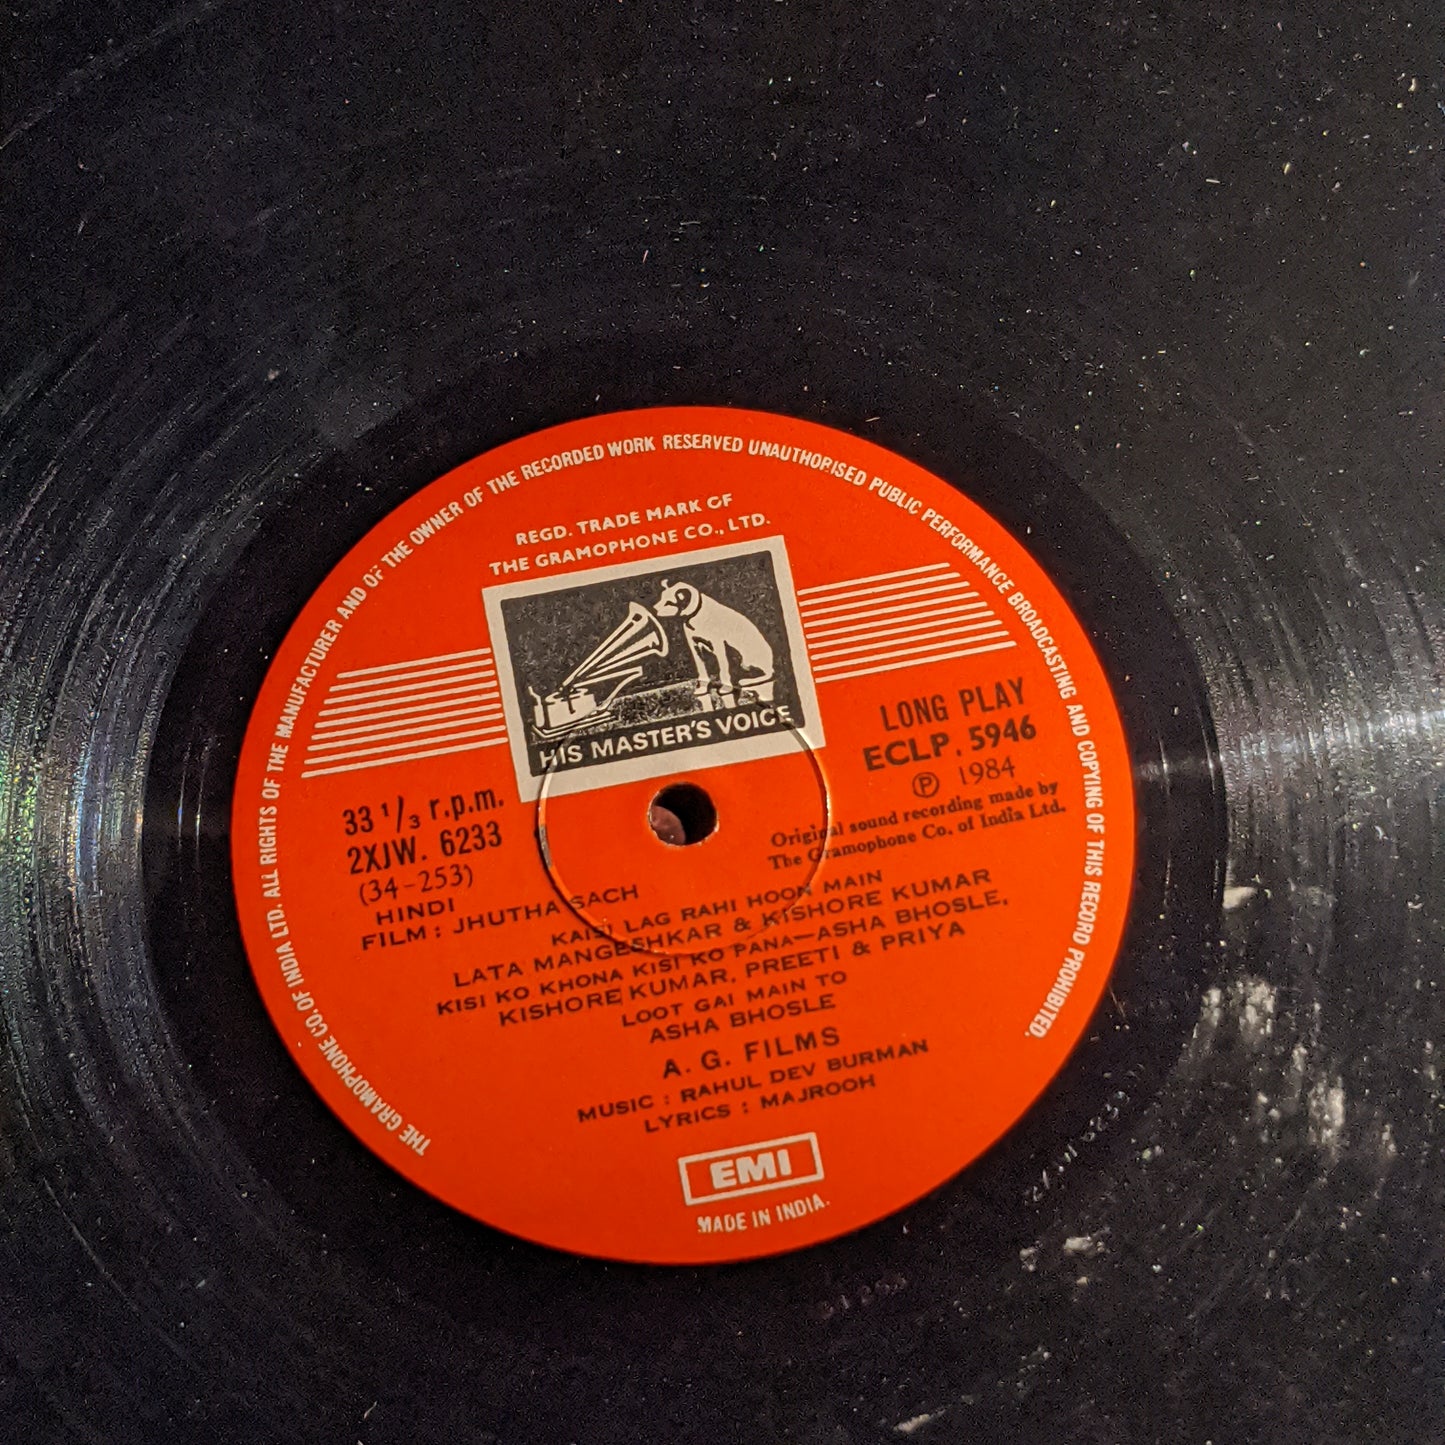 THE GRAMOPHONE CO. OF INDIA LTD. ALL RIGHTS OF THE MANUFACTURER AND OF THE OWNER OF THE RECORDED WORK RESERVED UNAUTHORISED PUBLIC PERFORMANCE BROADCASTING AND COPYING OF THIS RECORD PROHIBITED.
REGD. TRADE MARK OF
THE GRAMOPHONE CO., LTD.
HIS MASTER'S VOICE
33 1/3 r.p.m.
2XJW. 6233
(34-253)
LONG PLAY
ECLP. 5946
Ⓟ 1984
Original sound recording made by
The Gramophone Co. of India Ltd.
HINDI
FILM : JHUTHA SACH
KAISI LAG RAHI HOON MAIN
LATA MANGESHKAR & KISHORE KUMAR
KISI KO KHONA KISI KO PANA—ASHA BHOSLE,
KISHORE KUMAR, PREETI & PRIYA
LOOT GAI MAIN TO
ASHA BHOSLE
A. G. FILMS
MUSIC : RAHUL DEV BURMAN
LYRICS : MAJROOH
EMI
MADE IN INDIA.